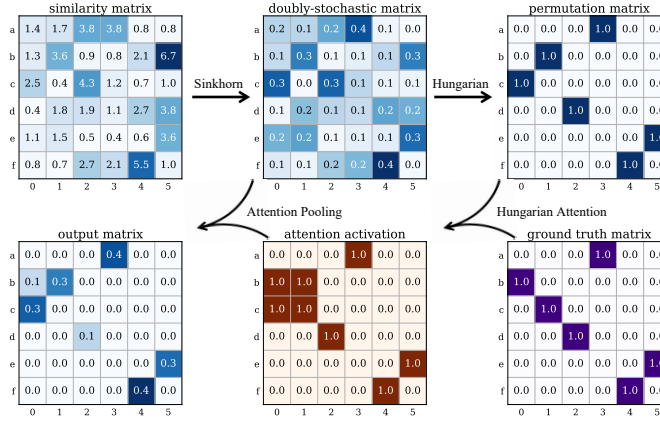 similarity matrix doubly-stochastic matrix permutation matrix
a 1.4 1.7 3.8 3.8 0.8 0.8 a 0.2 0.1 0.2 0.4 0.1 0.0 a 0.0 0.0 0.0 1.0 0.0 0.0
b 1.3 3.6 0.9 0.8 2.1 6.7 b 0.1 0.3 0.1 0.1 0.1 0.3 b 0.0 1.0 0.0 0.0 0.0 0.0
Sinkhorn Hungarian
c 2.5 0.4 4.3 1.2 0.7 1.0 c 0.3 0.0 0.3 0.1 0.1 0.1 c 1.0 0.0 0.0 0.0 0.0 0.0
d 0.4 1.8 1.9 1.1 2.7 3.8 d 0.1 0.2 0.1 0.1 0.2 0.2 d 0.0 0.0 1.0 0.0 0.0 0.0
e 1.1 1.5 0.5 0.4 0.6 3.6 e 0.2 0.2 0.1 0.1 0.1 0.3 e 0.0 0.0 0.0 0.0 0.0 1.0
f 0.8 0.7 2.7 2.1 5.5 1.0 f 0.1 0.1 0.2 0.2 0.4 0.0 f 0.0 0.0 0.0 0.0 1.0 0.0
0 1 2 3 4 5 0 1 2 3 4 5 0 1 2 3 4 5
Attention Pooling Hungarian Attention
output matrix attention activation ground truth matrix
a 0.0 0.0 0.0 0.4 0.0 0.0 a 0.0 0.0 0.0 1.0 0.0 0.0 a 0.0 0.0 0.0 1.0 0.0 0.0
b 0.1 0.3 0.0 0.0 0.0 0.0 b 1.0 1.0 0.0 0.0 0.0 0.0 b 1.0 0.0 0.0 0.0 0.0 0.0
c 0.3 0.0 0.0 0.0 0.0 0.0 c 1.0 1.0 0.0 0.0 0.0 0.0 c 0.0 1.0 0.0 0.0 0.0 0.0
d 0.0 0.0 0.1 0.0 0.0 0.0 d 0.0 0.0 1.0 0.0 0.0 0.0 d 0.0 0.0 1.0 0.0 0.0 0.0
e 0.0 0.0 0.0 0.0 0.0 0.3 e 0.0 0.0 0.0 0.0 0.0 1.0 e 0.0 0.0 0.0 0.0 0.0 1.0
f 0.0 0.0 0.0 0.0 0.4 0.0 f 0.0 0.0 0.0 0.0 1.0 0.0 f 0.0 0.0 0.0 0.0 1.0 0.0
0 1 2 3 4 5 0 1 2 3 4 5 0 1 2 3 4 5